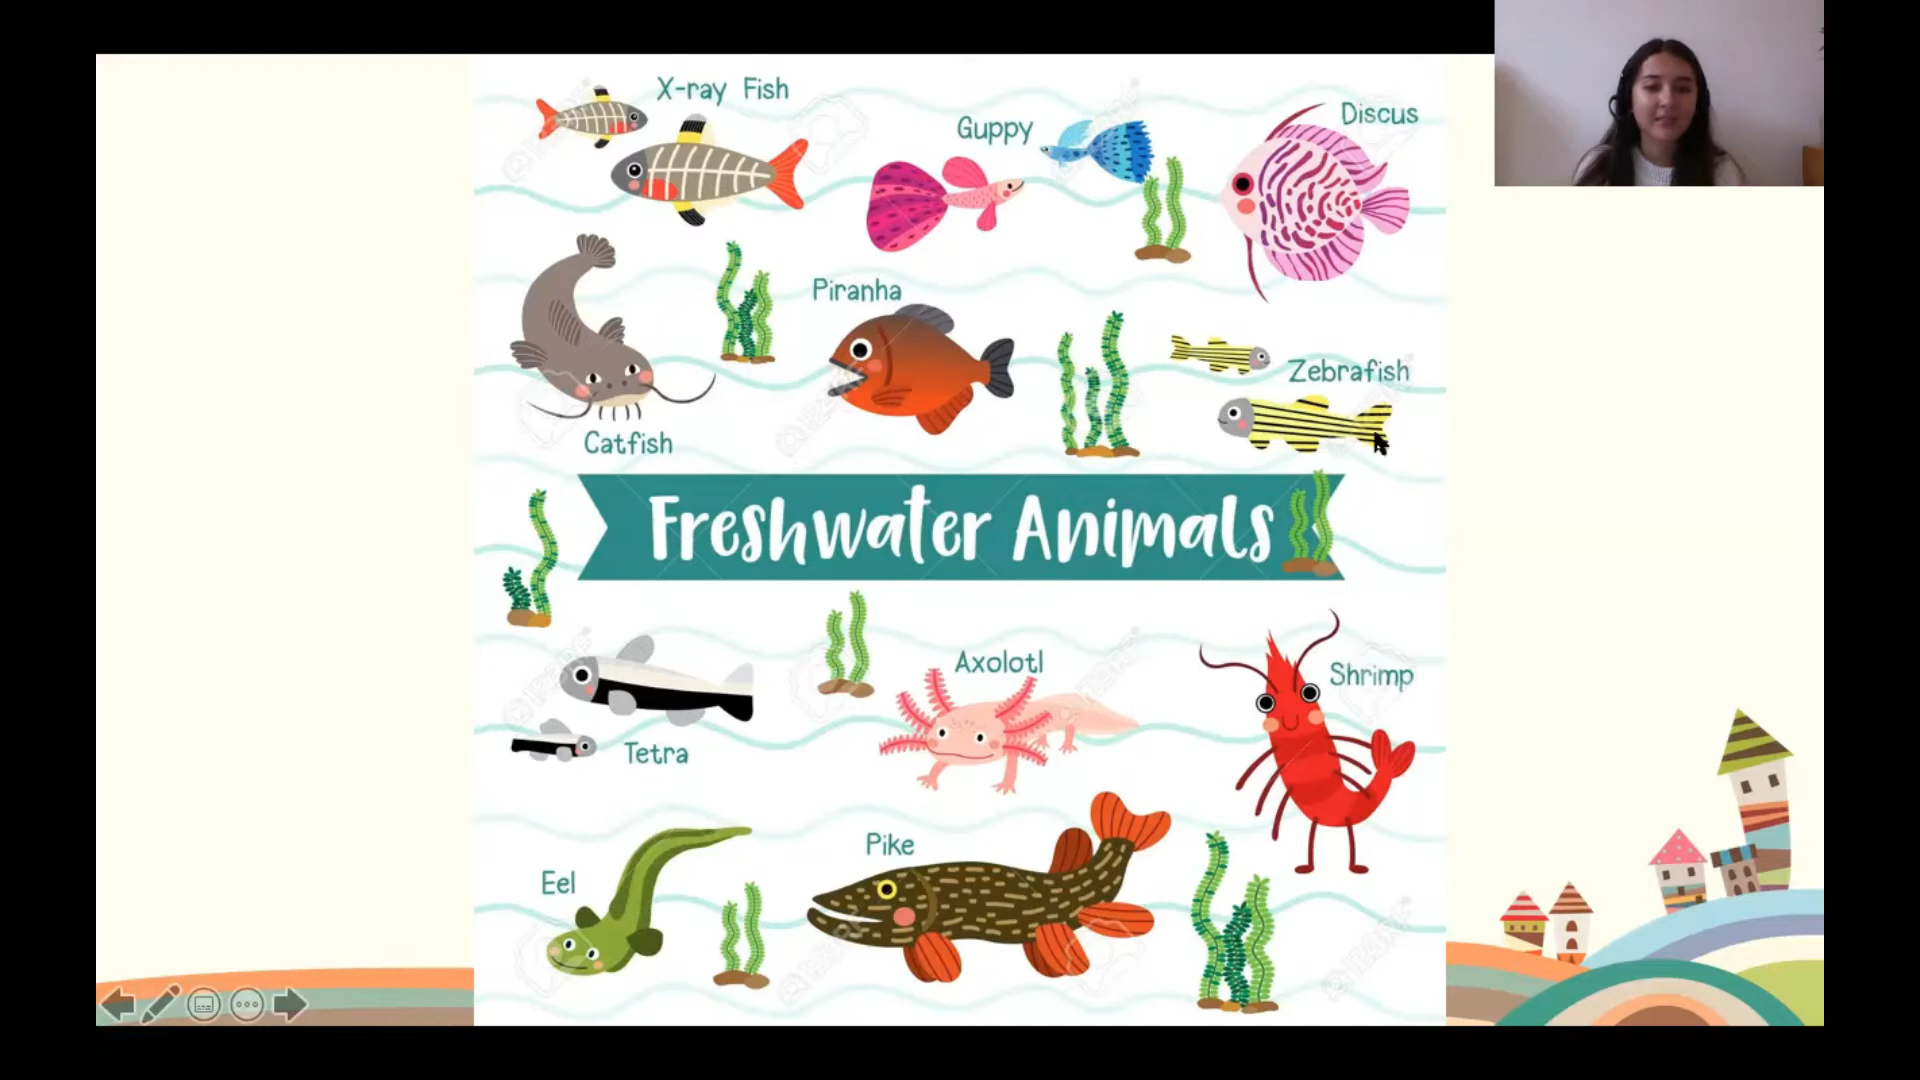 X-ray Fish
Guppy
Discus
Piranha
Zebrafish
Catfish
Freshwater Animals
Axolotl
Shrimp
Tetra
Pike
Eel